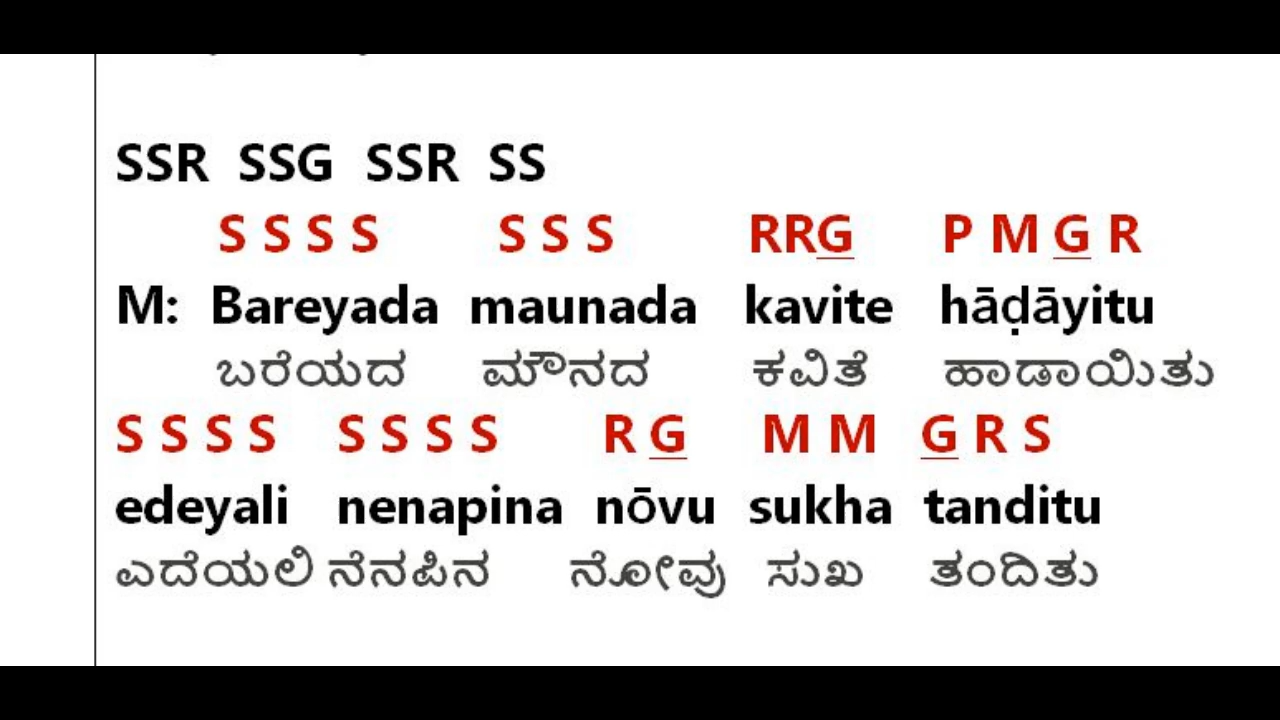 SSR SSG SSR SS
S S S S S S S RRG P M G R
M: Bareyada maunada kavite hāḍāyitu
ಬರೆಯದ ಮೌನದ ಕವಿತೆ ಹಾಡಾಯಿತು
S S S S S S S S R G M M G R S
edeyali nenapina nōvu sukha tanditu
ಎದೆಯಲಿ ನೆನಪಿನ ನೋವು ಸುಖ ತಂದಿತು